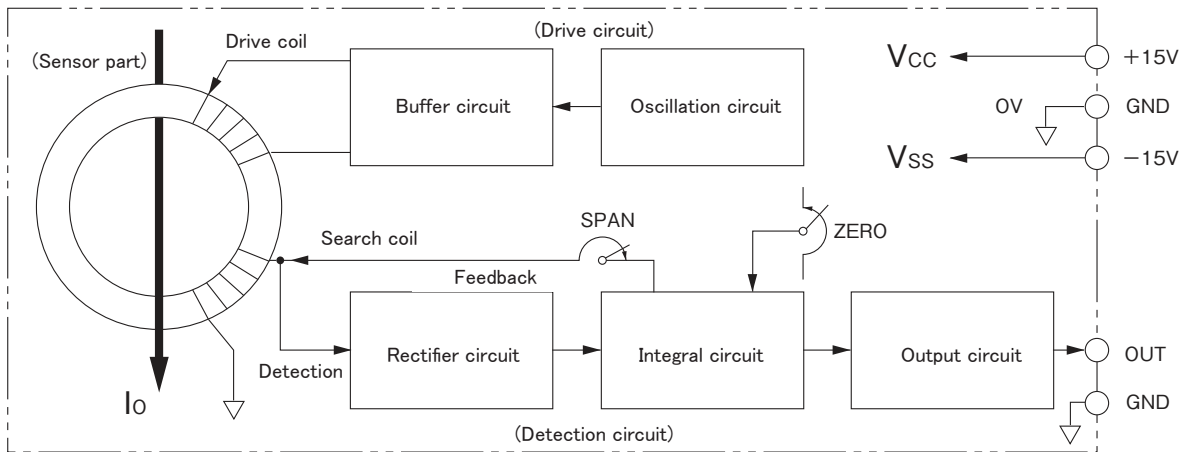 (Drive circuit)
Drive coil
(Sensor part)
VCC
+15V
Buffer circuit
Oscillation circuit
0V
GND
VSS
−15V
SPAN
ZERO
Search coil
Feedback
Rectifier circuit
Integral circuit
Output circuit
OUT
Detection
I0
GND
(Detection circuit)